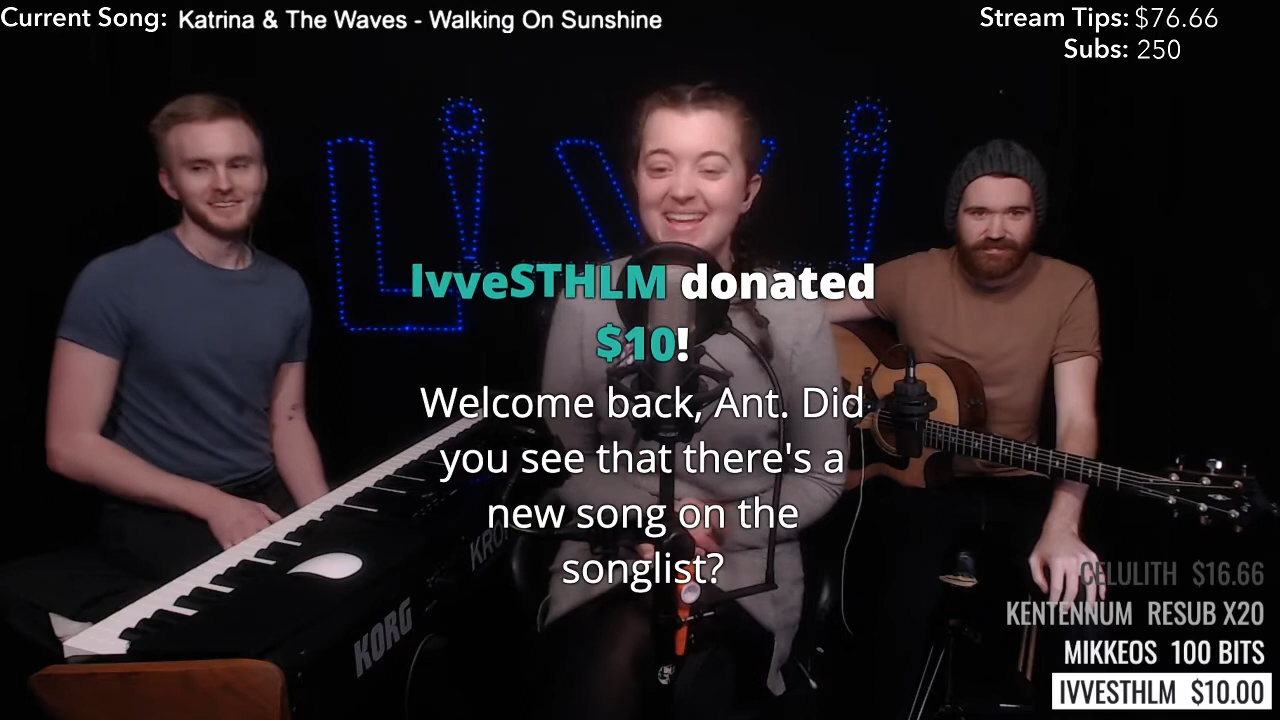 Current Song: Katrina & The Waves - Walking On Sunshine
Stream Tips: $76.66
Subs: 250
LiVi
IvveSTHLM donated
$10!
Welcome back, Ant. Did
you see that there's a
new song on the
songlist?
KRONOS
KORG
CELULITH $16.66
KENTENNUM RESUB X20
MIKKEOS 100 BITS
IVVESTHLM $10.00